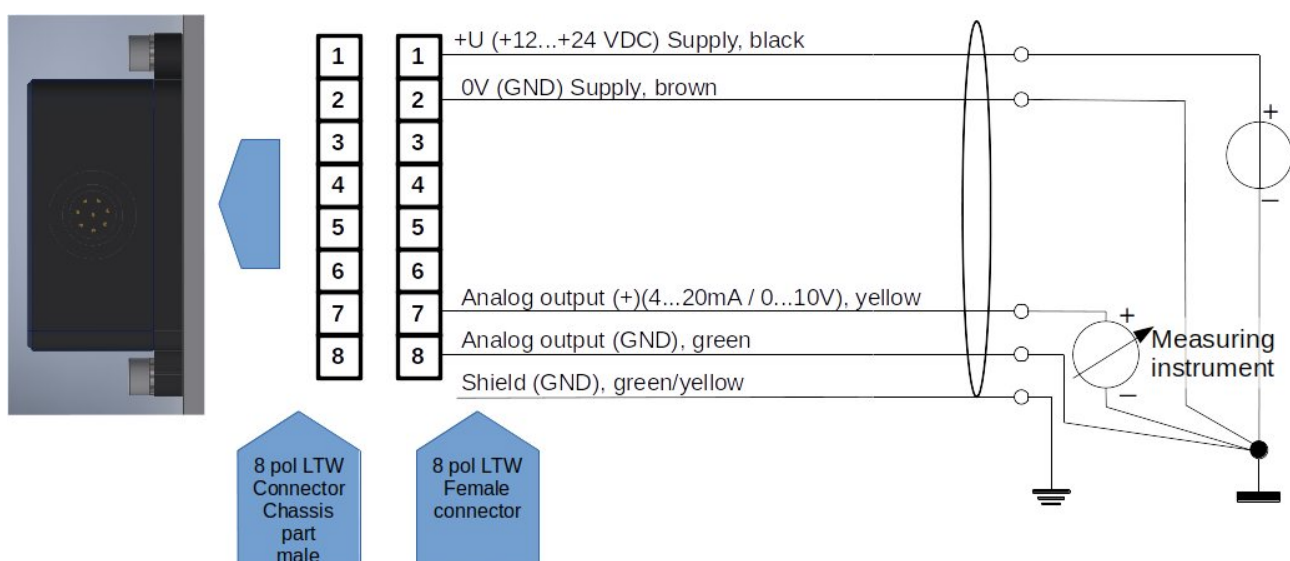 +U (+12...+24 VDC) Supply, black
1
1
0V (GND) Supply, brown
2
2
3
3
4
4
5
5
6
6
Analog output (+)(4...20mA / 0...10V), yellow
7
7
Analog output (GND), green
8
8
Shield (GND), green/yellow
+
−
+
Measuring
instrument
−
8 pol LTW
Connector
Chassis
part
male
8 pol LTW
Female
connector